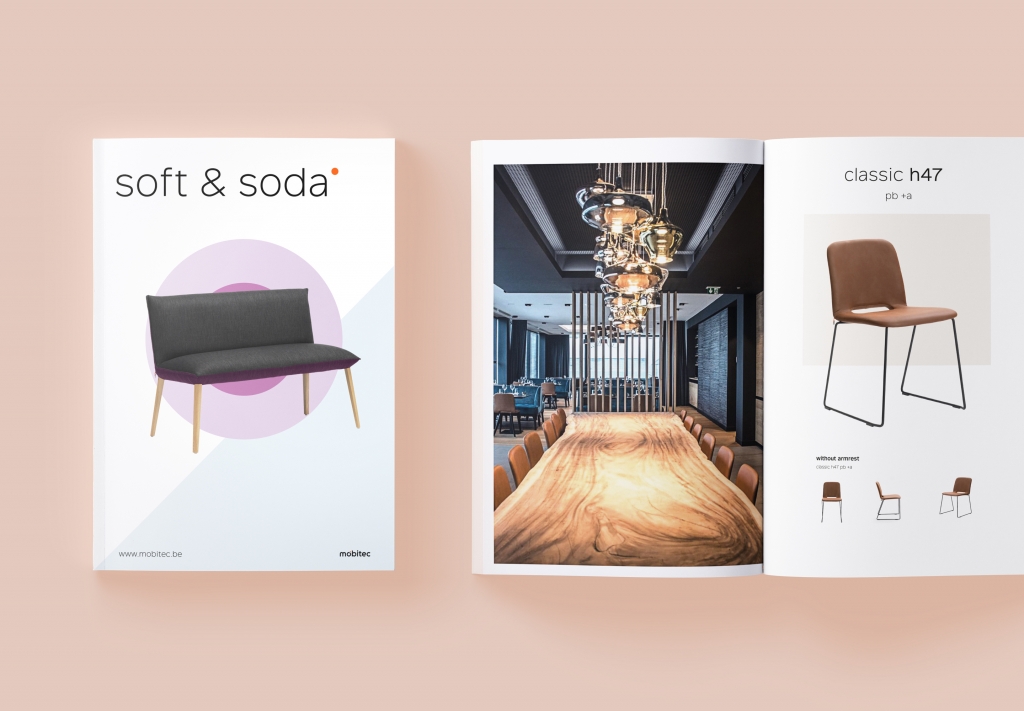 soft & soda
www.mobitec.be
mobitec
classic h47
pb +a
without armrest
classic h47 pb +a